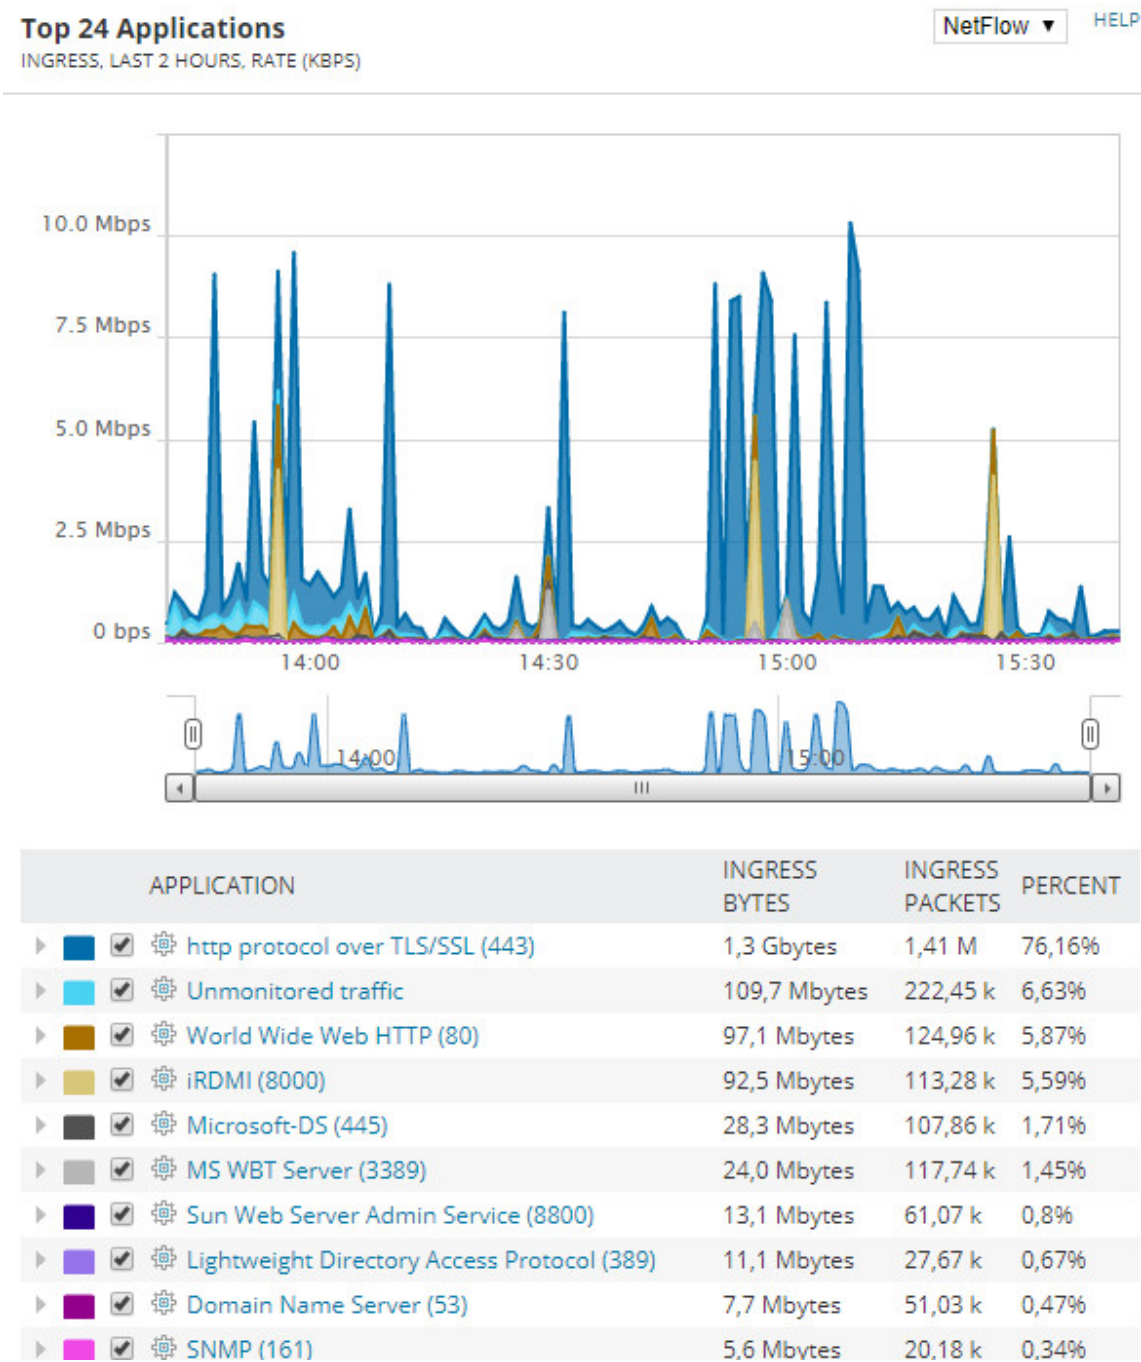 Top 24 Applications
NetFlow ▼
HELP
INGRESS, LAST 2 HOURS, RATE (KBPS)
10.0 Mbps
7.5 Mbps
5.0 Mbps
2.5 Mbps
0 bps
14:00 14:30 15:00 15:30
14:00 15:00
APPLICATION INGRESS BYTES INGRESS PACKETS PERCENT
http protocol over TLS/SSL (443) 1,3 Gbytes 1,41 M 76,16%
Unmonitored traffic 109,7 Mbytes 222,45 k 6,63%
World Wide Web HTTP (80) 97,1 Mbytes 124,96 k 5,87%
iRDMI (8000) 92,5 Mbytes 113,28 k 5,59%
Microsoft-DS (445) 28,3 Mbytes 107,86 k 1,71%
MS WBT Server (3389) 24,0 Mbytes 117,74 k 1,45%
Sun Web Server Admin Service (8800) 13,1 Mbytes 61,07 k 0,8%
Lightweight Directory Access Protocol (389) 11,1 Mbytes 27,67 k 0,67%
Domain Name Server (53) 7,7 Mbytes 51,03 k 0,47%
SNMP (161) 5,6 Mbytes 20,18 k 0,34%